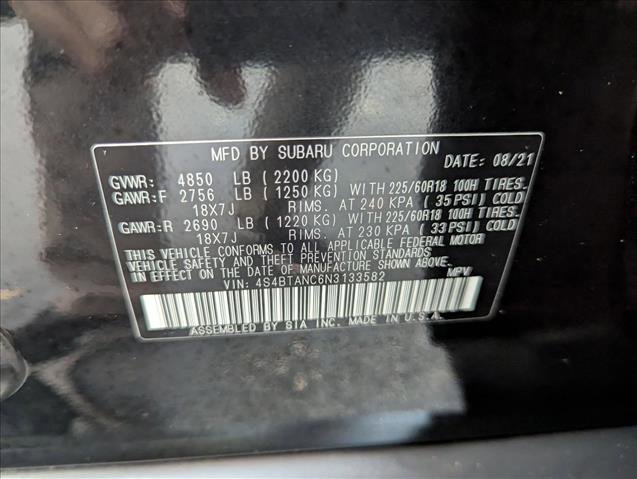 MFD BY SUBARU CORPORATION DATE: 08/21
GVWR: 4850 LB (2200 KG)
GAWR:F 2756 LB (1250 KG) WITH 225/60R18 100H TIRES.
18X7J RIMS. AT 240 KPA (35 PSI) COLD
GAWR:R 2690 LB (1220 KG) WITH 225/60R18 100H TIRES.
18X7J RIMS. AT 230 KPA (33 PSI) COLD
THIS VEHICLE CONFORMS TO ALL APPLICABLE FEDERAL MOTOR
VEHICLE SAFETY AND THEFT PREVENTION STANDARDS
IN EFFECT ON THE DATE OF MANUFACTURE SHOWN ABOVE.
VIN: 4S4BTANC6N3133582 MPV
ASSEMBLED BY SIA INC. MADE IN U.S.A.